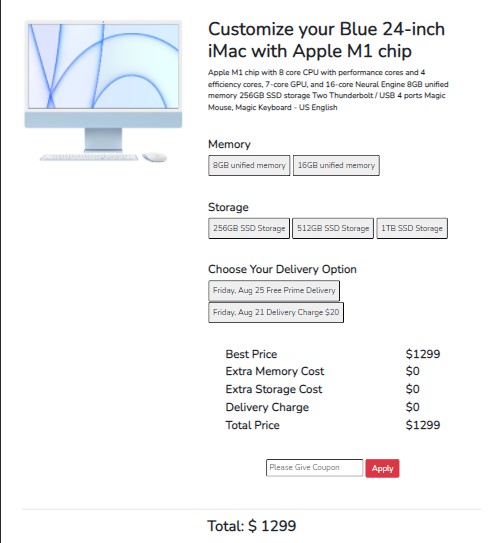 Customize your Blue 24-inch
iMac with Apple M1 chip
Apple M1 chip with 8 core CPU with performance cores and 4
efficiency cores, 7-core GPU, and 16-core Neural Engine 8GB unified
memory 256GB SSD storage Two Thunderbolt / USB 4 ports Magic
Mouse, Magic Keyboard - US English
Memory
8GB unified memory 16GB unified memory
Storage
256GB SSD Storage 512GB SSD Storage 1TB SSD Storage
Choose Your Delivery Option
Friday, Aug 25 Free Prime Delivery
Friday, Aug 21 Delivery Charge $20
Best Price $1299
Extra Memory Cost $0
Extra Storage Cost $0
Delivery Charge $0
Total Price $1299
Please Give Coupon Apply
Total: $ 1299